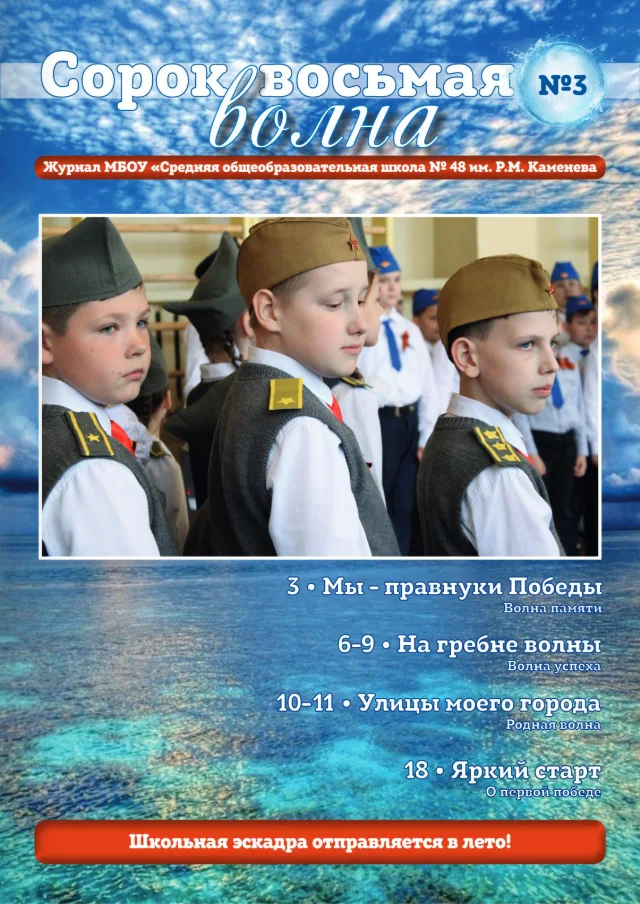 Сорок восьмая
№3
волна
Журнал МБОУ «Средняя общеобразовательная школа № 48 им. Р.М. Каменева
3 • Мы - правнуки Победы
Волна памяти
6-9 • На гребне волны
Волна успеха
10-11 • Улицы моего города
Родная волна
18 • Яркий старт
О первой победе
Школьная эскадра отправляется в лето!